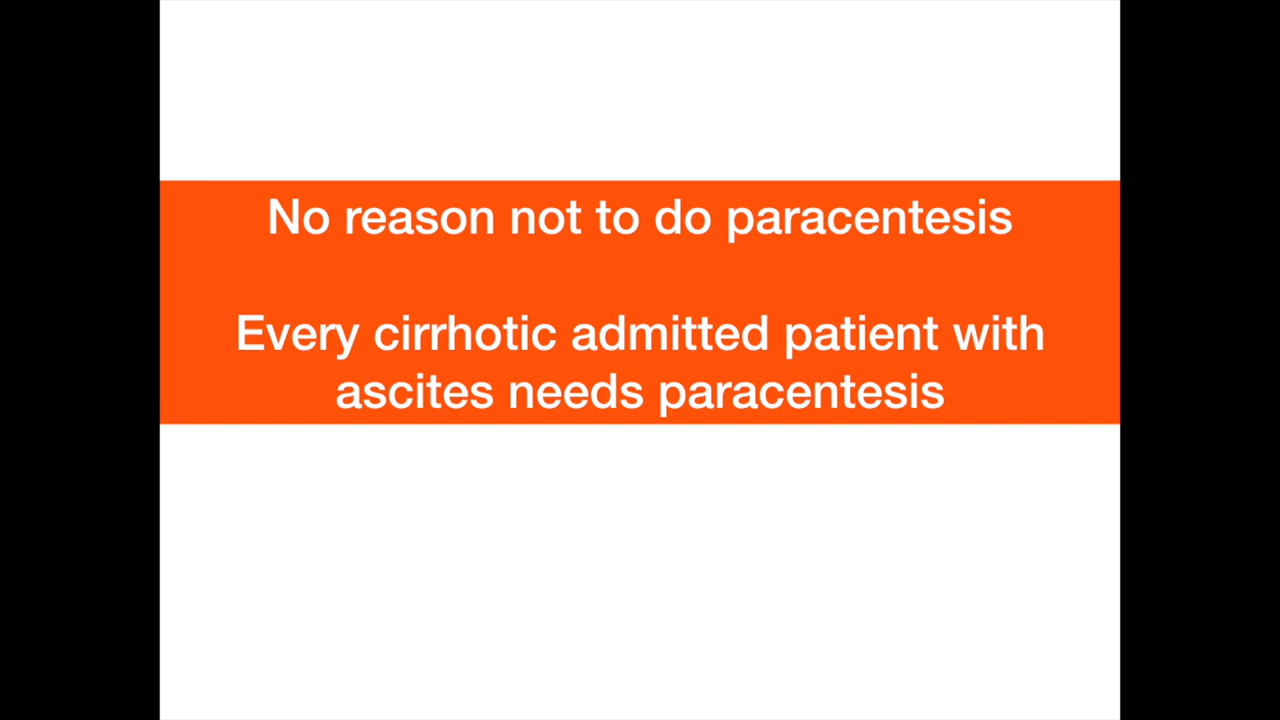 No reason not to do paracentesis
Every cirrhotic admitted patient with
ascites needs paracentesis